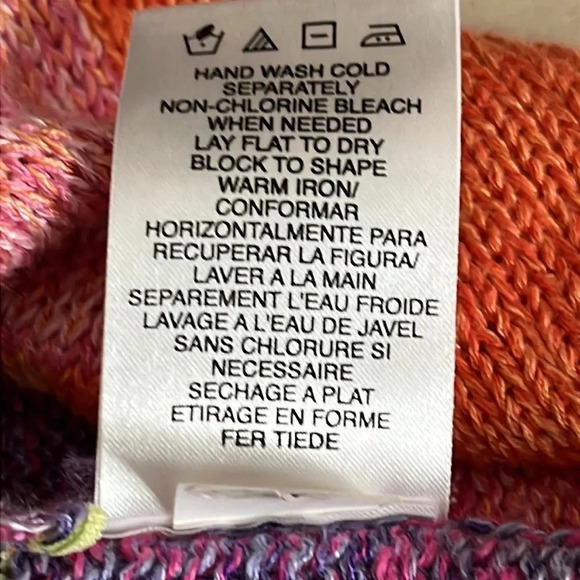 HAND WASH COLD
SEPARATELY
NON-CHLORINE BLEACH
WHEN NEEDED
LAY FLAT TO DRY
BLOCK TO SHAPE
WARM IRON/
CONFORMAR
HORIZONTALMENTE PARA
RECUPERAR LA FIGURA/
LAVER A LA MAIN
SEPAREMENT L'EAU FROIDE
LAVAGE A L'EAU DE JAVEL
SANS CHLORURE SI
NECESSAIRE
SECHAGE A PLAT
ETIRAGE EN FORME
FER TIEDE